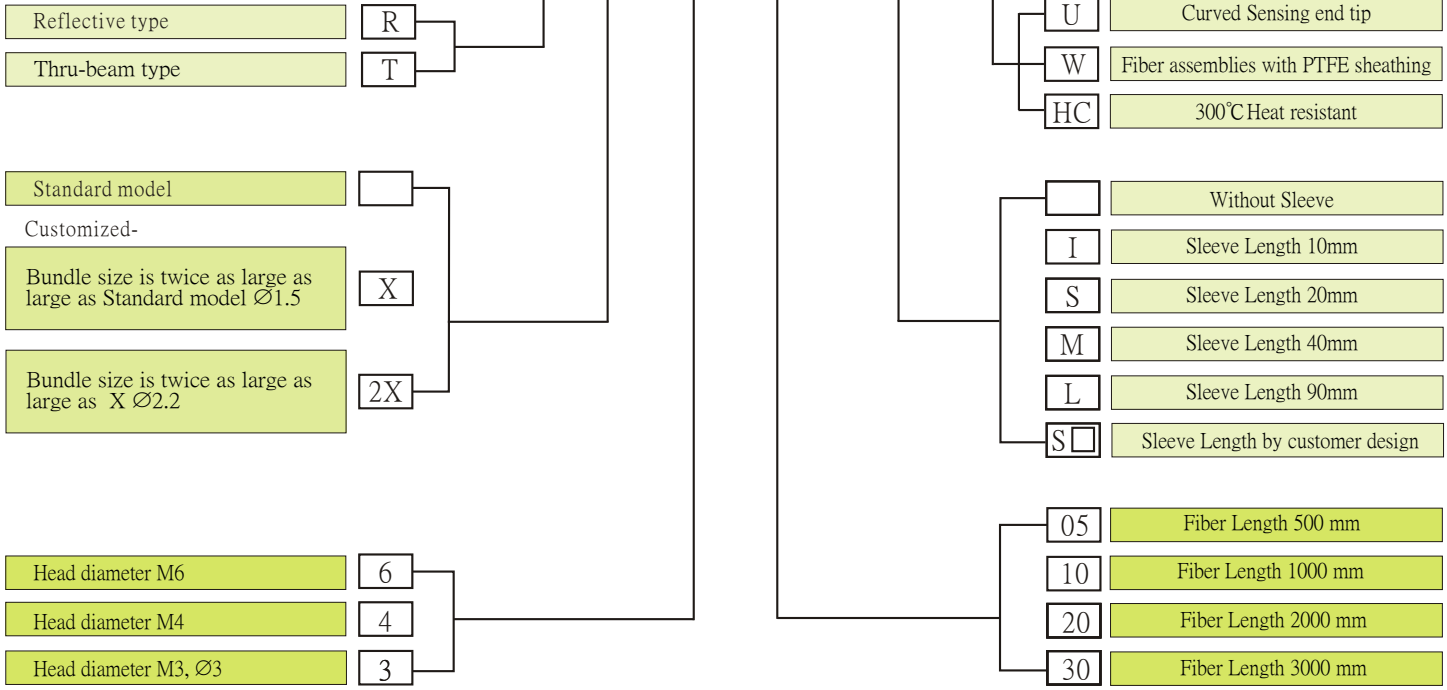 Reflective type R
Thru-beam type T
Standard model
Customized-
Bundle size is twice as large as
large as Standard model Ø1.5
X
Bundle size is twice as large as
large as X Ø2.2
2X
Head diameter M6 6
Head diameter M4 4
Head diameter M3, Ø3 3
U Curved Sensing end tip
W Fiber assemblies with PTFE sheathing
HC 300℃ Heat resistant
Without Sleeve
I Sleeve Length 10mm
S Sleeve Length 20mm
M Sleeve Length 40mm
L Sleeve Length 90mm
S□ Sleeve Length by customer design
05 Fiber Length 500 mm
10 Fiber Length 1000 mm
20 Fiber Length 2000 mm
30 Fiber Length 3000 mm